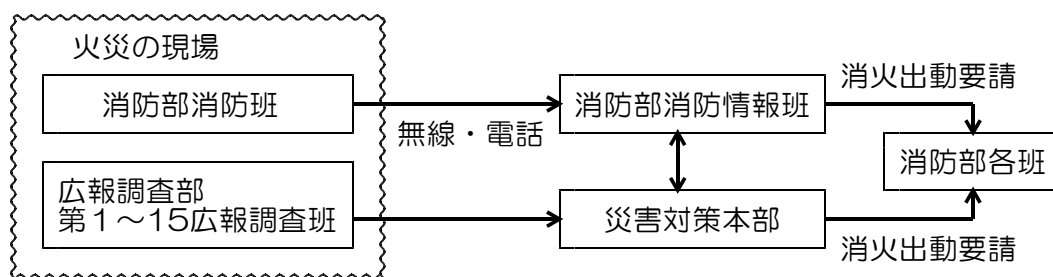 火災の現場
消防部消防班
広報調査部
第1～15広報調査班
無線・電話
消防部消防情報班
災害対策本部
消火出動要請
消防部各班
消火出動要請